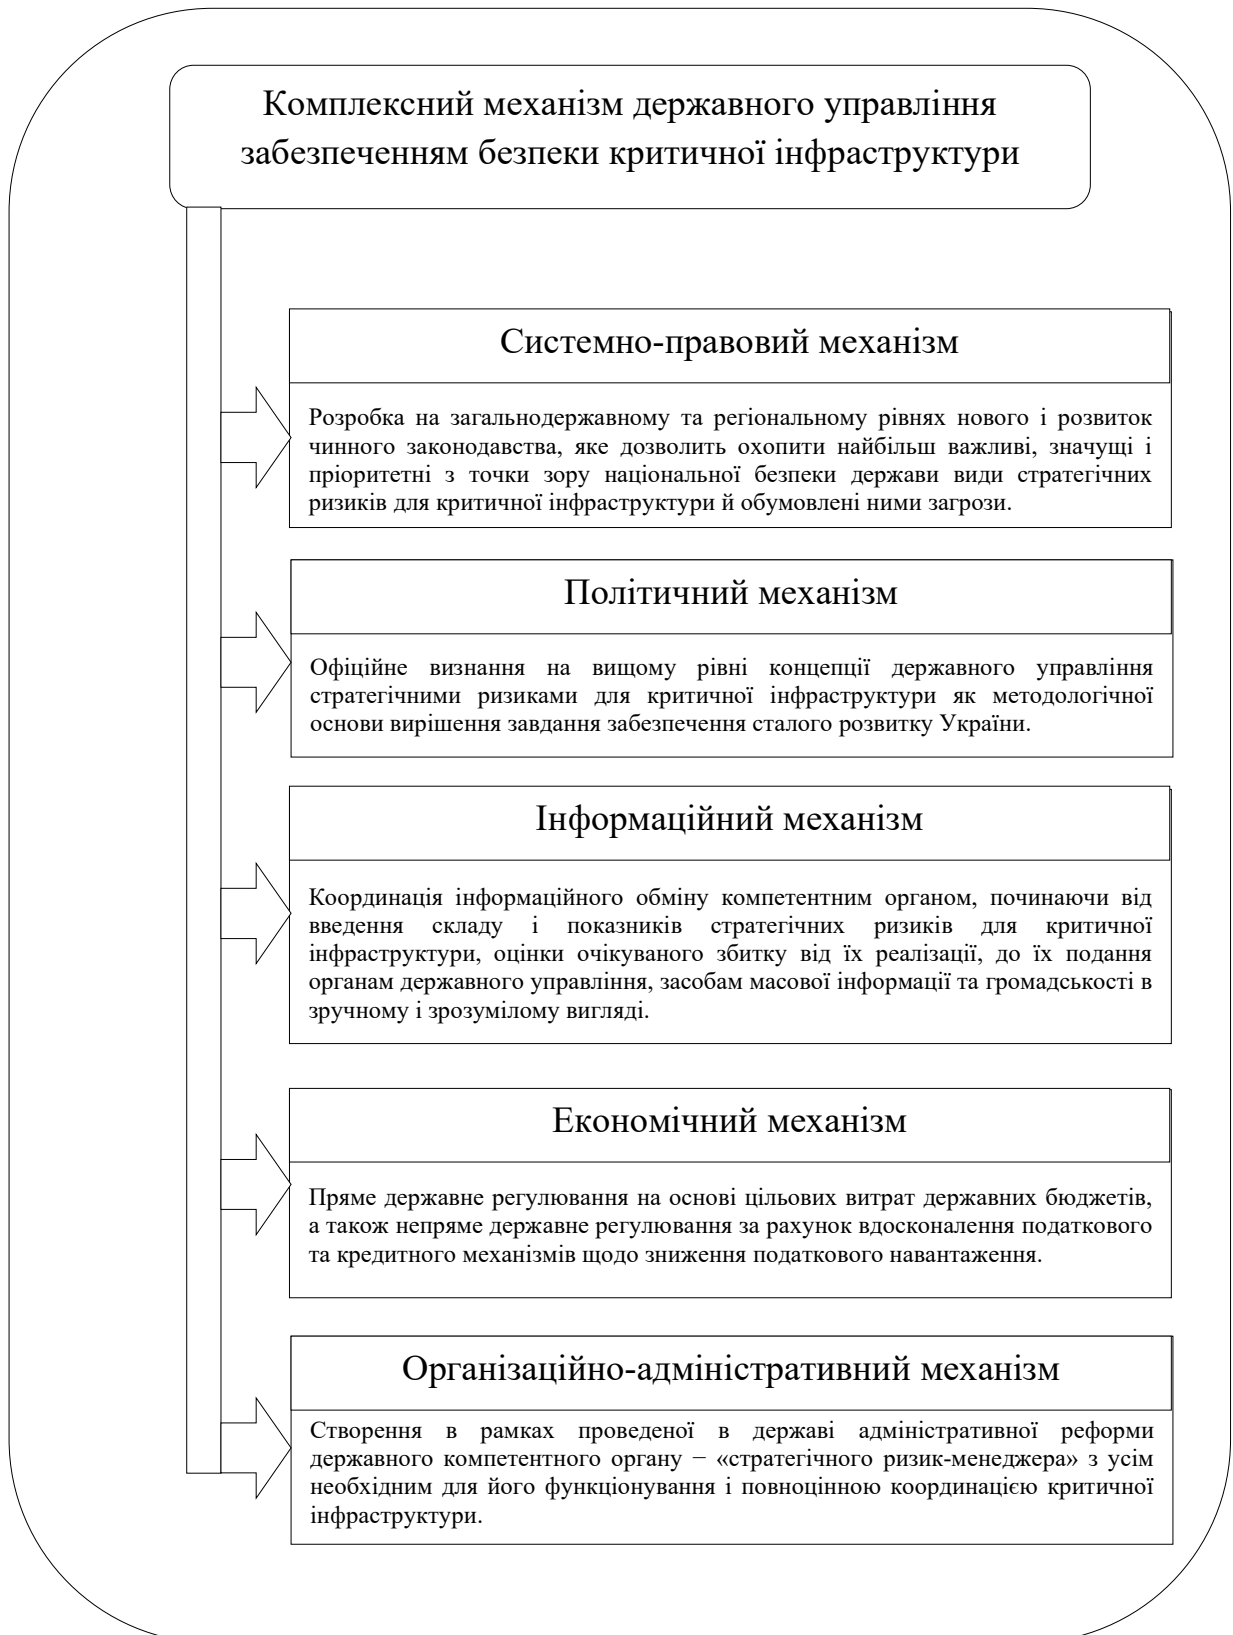 Комплексний механізм державного управління
забезпеченням безпеки критичної інфраструктури
Системно-правовий механізм
Розробка на загальнодержавному та регіональному рівнях нового і розвиток
чинного законодавства, яке дозволить охопити найбільш важливі, значущі і
пріоритетні з точки зору національної безпеки держави види стратегічних
ризиків для критичної інфраструктури й обумовлені ними загрози.
Політичний механізм
Офіційне визнання на вищому рівні концепції державного управління
стратегічними ризиками для критичної інфраструктури як методологічної
основи вирішення завдання забезпечення сталого розвитку України.
Інформаційний механізм
Координація інформаційного обміну компетентним органом, починаючи від
введення складу і показників стратегічних ризиків для критичної
інфраструктури, оцінки очікуваного збитку від їх реалізації, до їх подання
органам державного управління, засобам масової інформації та громадськості в
зручному і зрозумілому вигляді.
Економічний механізм
Пряме державне регулювання на основі цільових витрат державних бюджетів,
а також непряме державне регулювання за рахунок вдосконалення податкового
та кредитного механізмів щодо зниження податкового навантаження.
Організаційно-адміністративний механізм
Створення в рамках проведеної в державі адміністративної реформи
державного компетентного органу − «стратегічного ризик-менеджера» з усім
необхідним для його функціонування і повноцінною координацією критичної
інфраструктури.